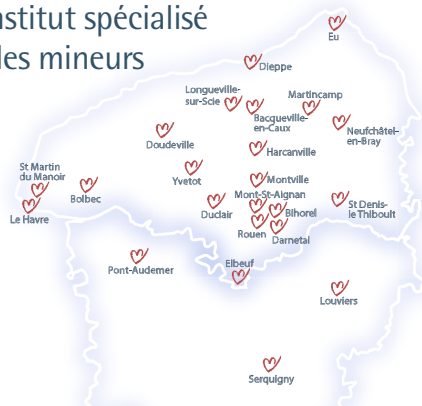 nstitut spécialisé
les mineurs
Eu
Dieppe
Longueville-
sur-Scie
Martincamp
Bacqueville-
en-Caux
Neufchâtel-
en-Bray
Doudeville
Harcanville
St Martin
du Manoir
Yvetot
Montville
Bolbec
Mont-St-Aignan
Le Havre
Duclair
Bihorel
St Denis-
le Thiboult
Rouen
Darnetal
Pont-Audemer
Elbeuf
Louviers
Serquigny